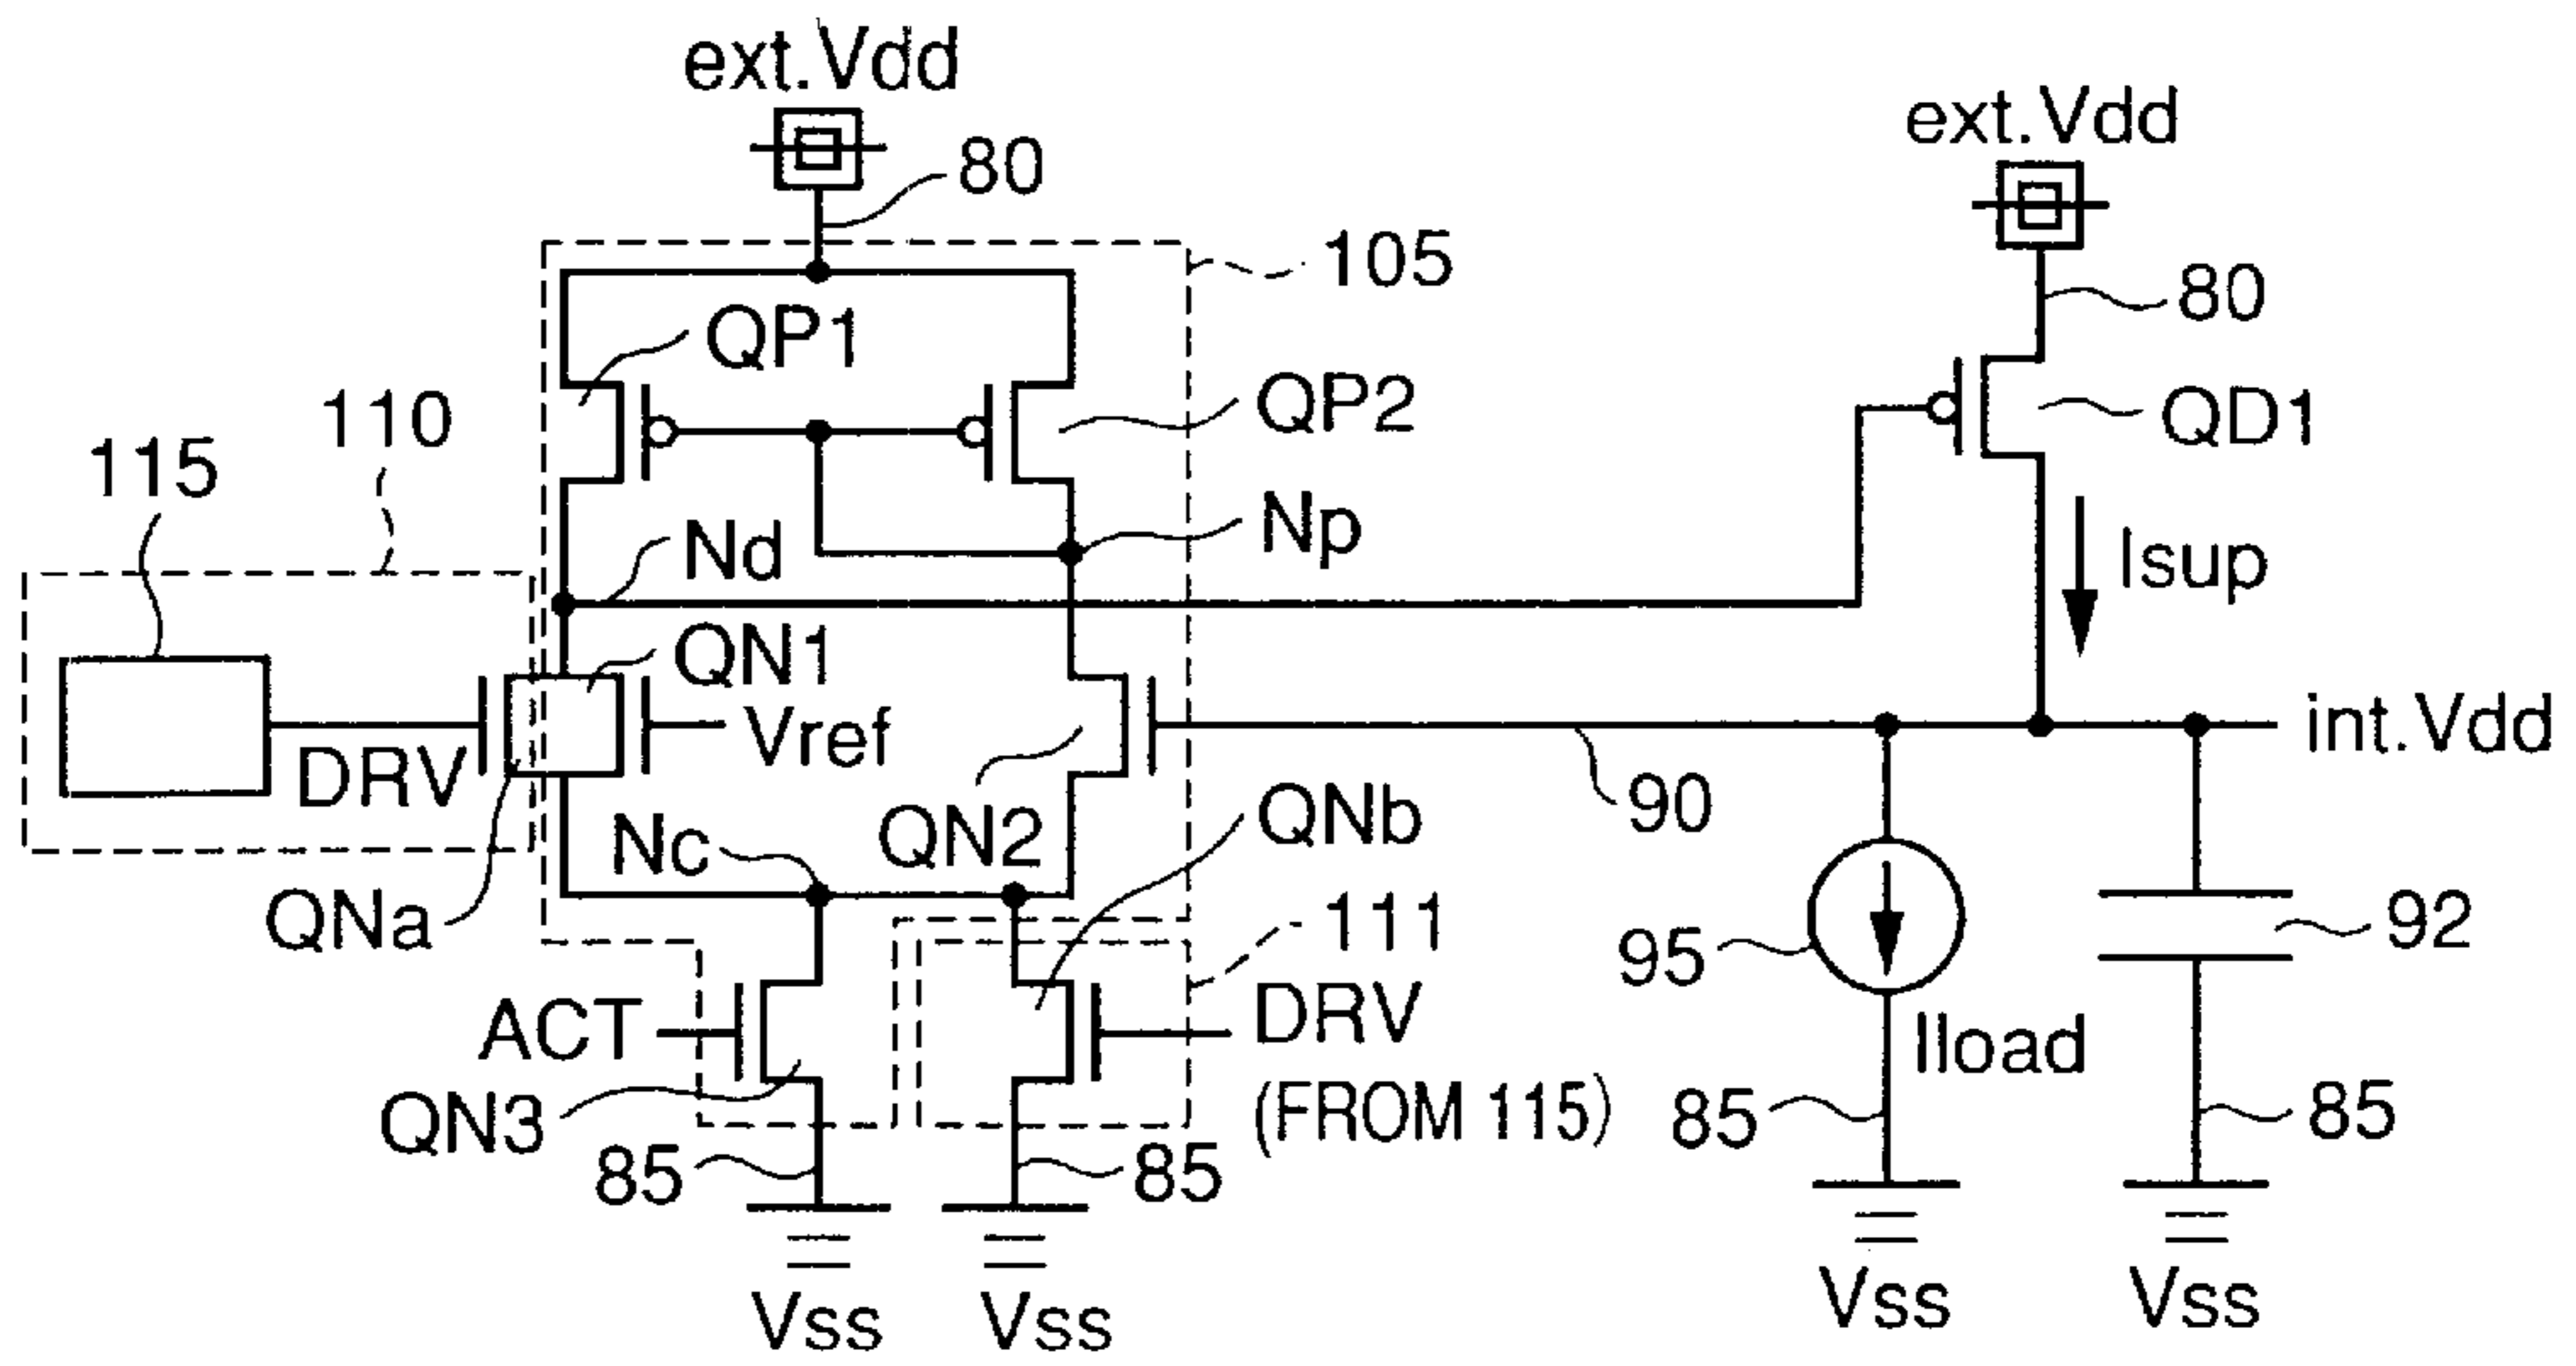 ext.Vdd
80
ext.Vdd
105
80
QP1
110
QP2
QD1
115
Nd
Np
Isup
QN1
Vref
DRV
int.Vdd
90
QNb
QN2
Nc
QNa
111
92
95
ACT
DRV
(FROM 115)
Iload
QN3
85
85
85
85
Vss
Vss
Vss
Vss